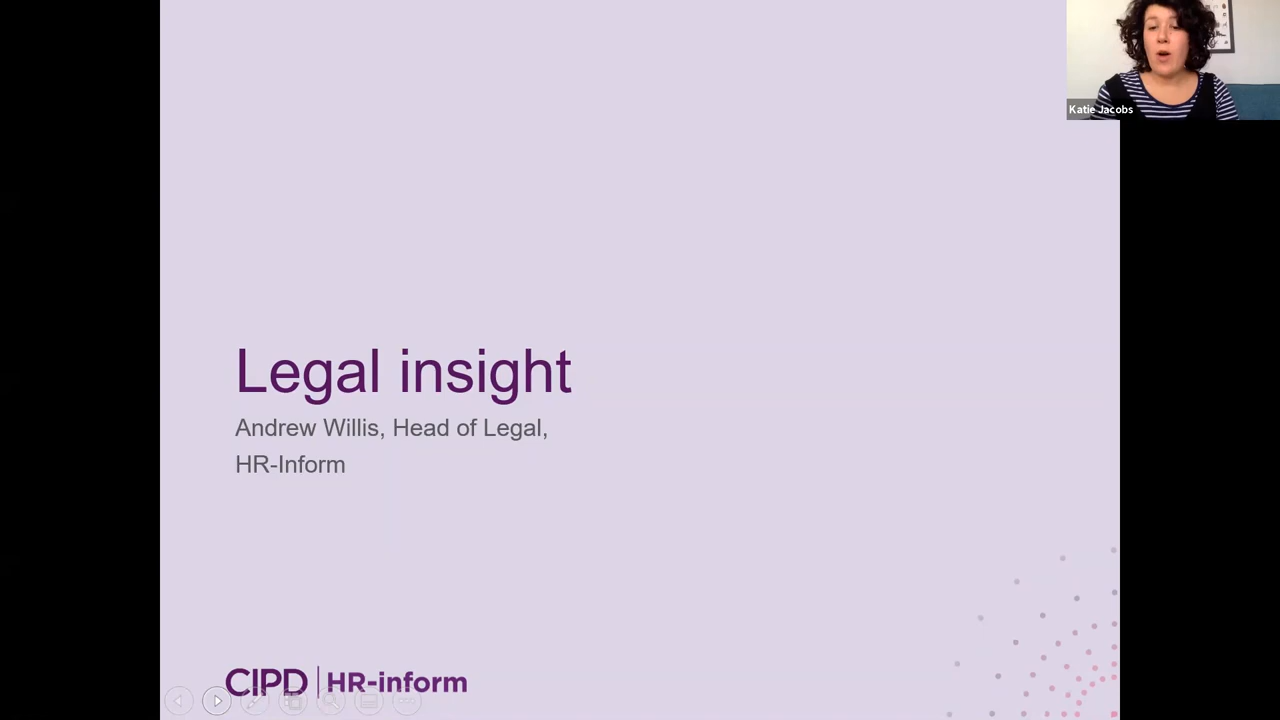 Katie Jacobs
Legal insight
Andrew Willis, Head of Legal,
HR-Inform
CIPD | HR-inform